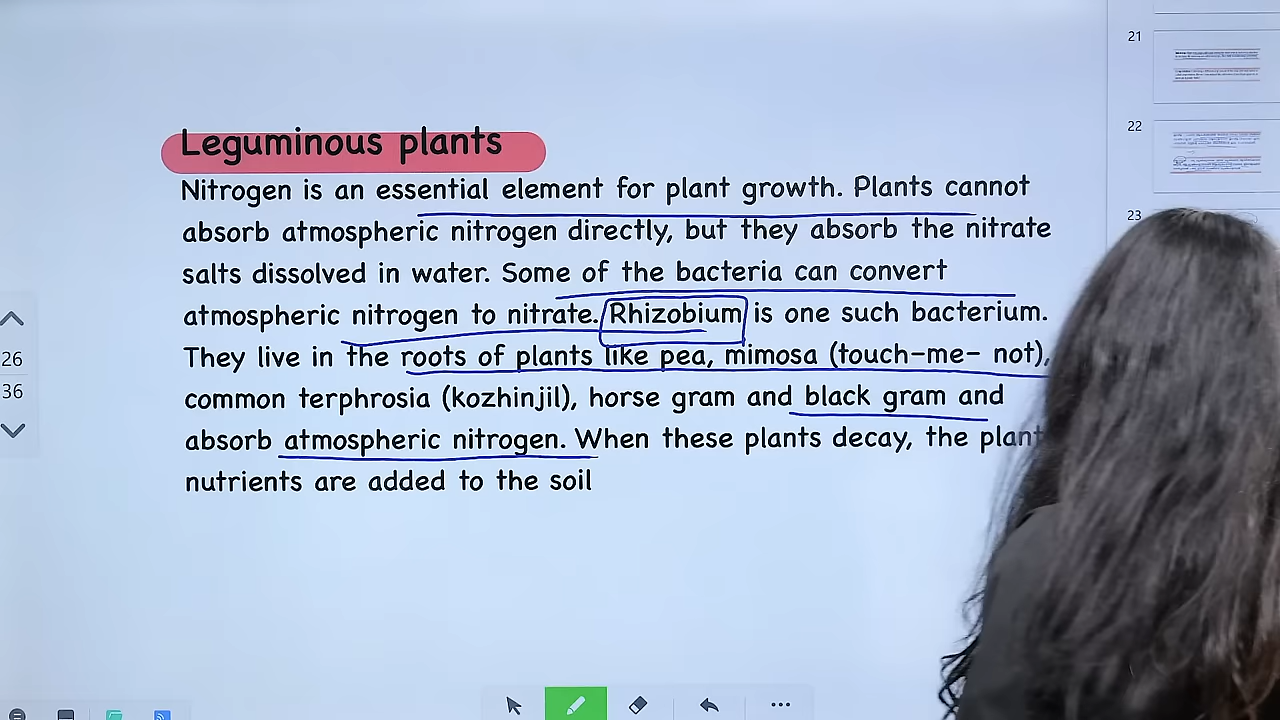 Leguminous plants
Nitrogen is an essential element for plant growth. Plants cannot
absorb atmospheric nitrogen directly, but they absorb the nitrate
salts dissolved in water. Some of the bacteria can convert
atmospheric nitrogen to nitrate. Rhizobium is one such bacterium.
They live in the roots of plants like pea, mimosa (touch-me- not),
common terphrosia (kozhinjil), horse gram and black gram and
absorb atmospheric nitrogen. When these plants decay, the plant
nutrients are added to the soil
26
36
21
22
23